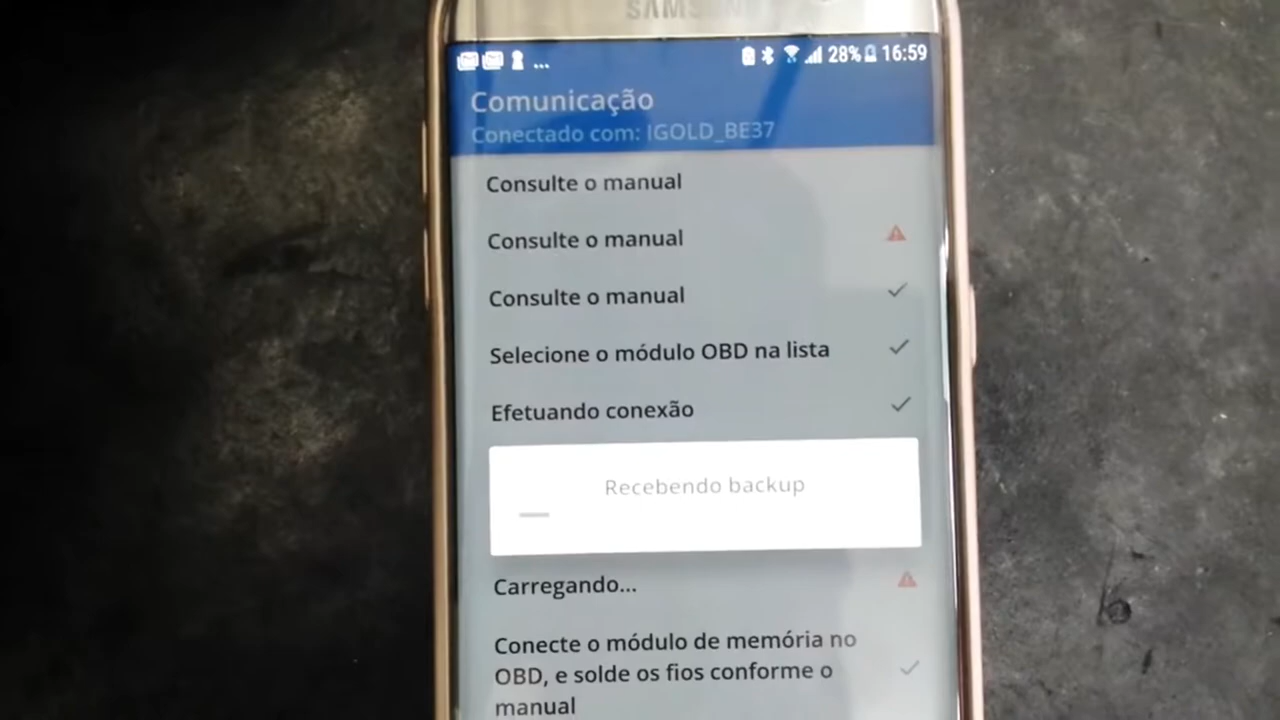 SAMSUNG
28% 16:59
Comunicação
Conectado com: IGOLD_BE37
Consulte o manual
Consulte o manual
Consulte o manual
Selecione o módulo OBD na lista
Efetuando conexão
Recebendo backup
Carregando...
Conecte o módulo de memória no
OBD, e solde os fios conforme o
manual